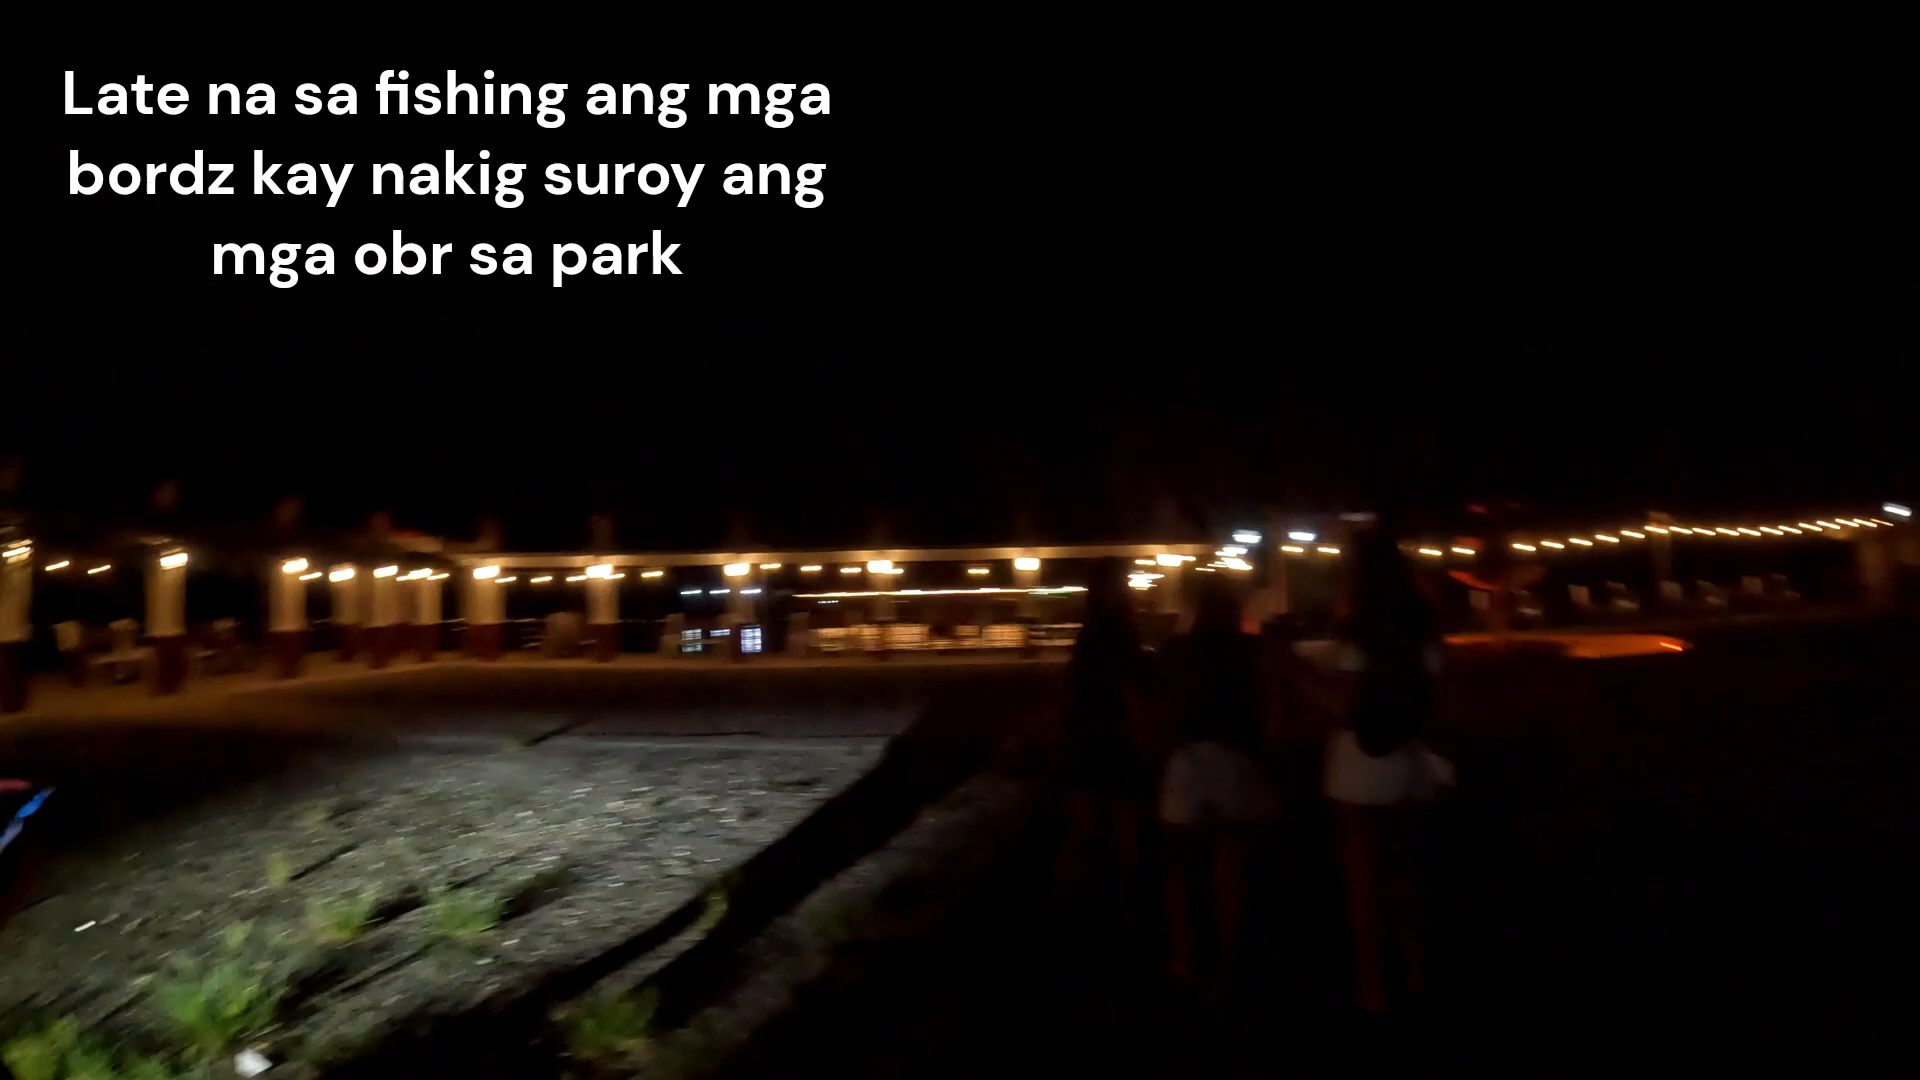 Late na sa fishing ang mga
bordz kay nakig suroy ang
mga obr sa park